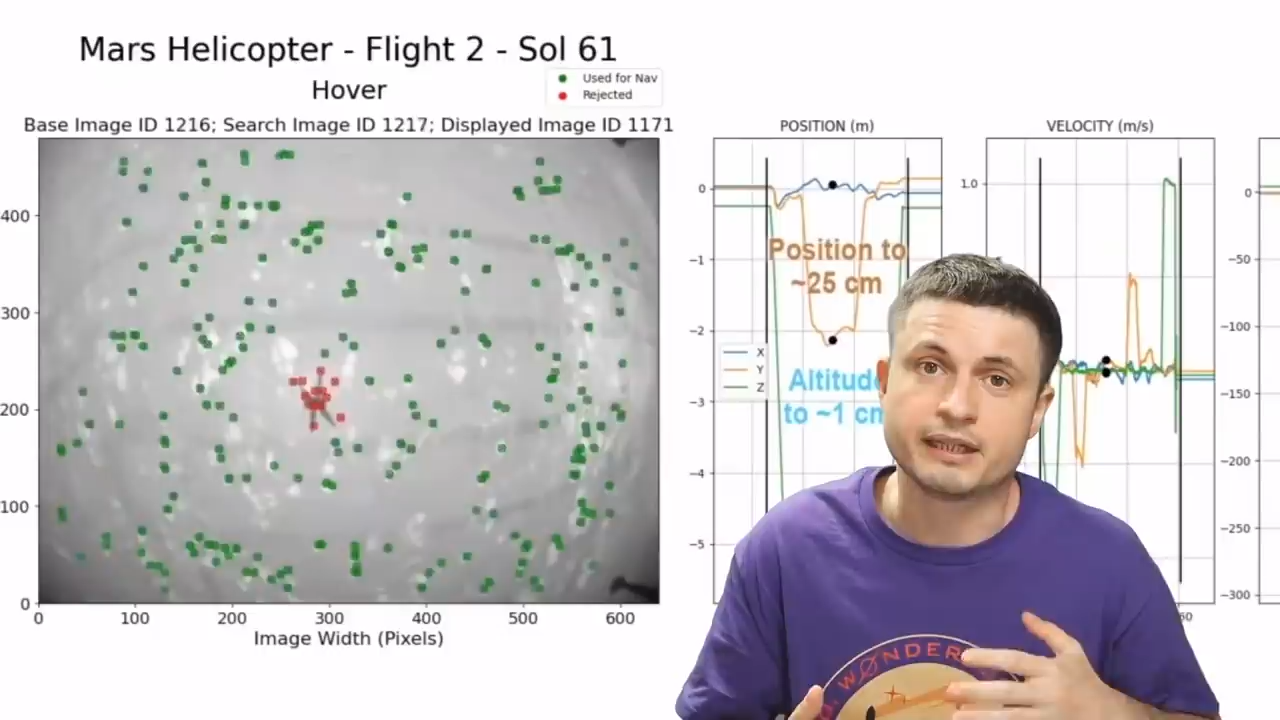 Mars Helicopter - Flight 2 - Sol 61
Hover
Used for Nav
Rejected
Base Image ID 1216; Search Image ID 1217; Displayed Image ID 1171
400
300
200
100
0
0 100 200 300 400 500 600
Image Width (Pixels)
POSITION (m)
0
−1
−2
−3
−4
−5
X
Y
Z
Position to
~25 cm
Altitude
to ~1 cm
VELOCITY (m/s)
1.0
0
−50
−100
−150
−200
−250
−300
WONDER